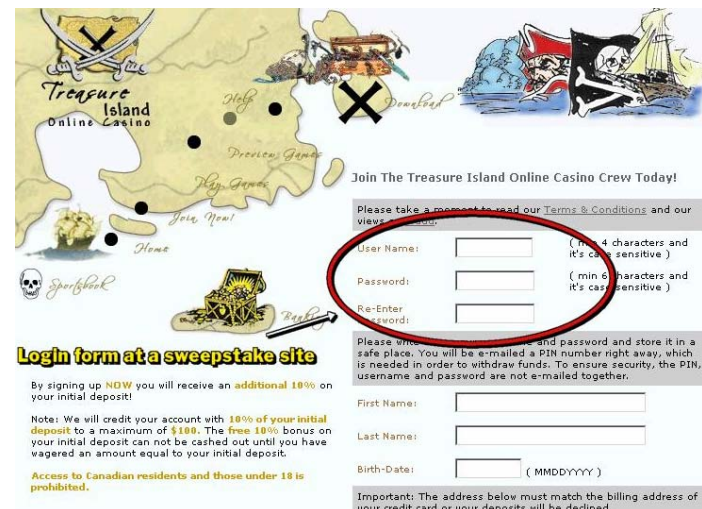 Treasure
Island
Online Casino
Help
Download
Preview Games
Play Games
Join Now!
Home
Sportsbook
Banking
Login form at a sweepstake site
By signing up NOW you will receive an additional 10% on
your initial deposit!
Note: We will credit your account with 10% of your initial
deposit to a maximum of $100. The free 10% bonus on
your initial deposit can not be cashed out until you have
wagered an amount equal to your initial deposit.
Access to Canadian residents and those under 18 is
prohibited.
Join The Treasure Island Online Casino Crew Today!
Please take a moment to read our Terms & Conditions and our
views
User Name:
( min 4 characters and
it's case sensitive )
Password:
( min 6 characters and
it's case sensitive )
Re-Enter
Password:
Please and password and store it in a
safe place. You will be e-mailed a PIN number right away, which
is needed in order to withdraw funds. To ensure security, the PIN,
username and password are not e-mailed together.
First Name:
Last Name:
Birth-Date:
( MMDDYYYY )
Important: The address below must match the billing address of
your credit card or your deposits will be declined